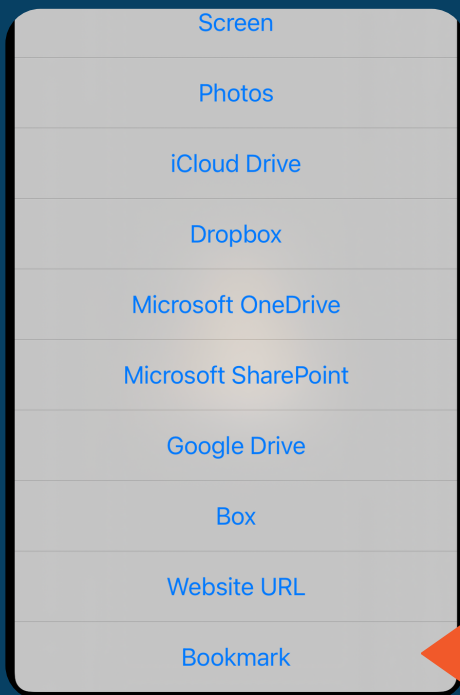 Screen
Photos
iCloud Drive
Dropbox
Microsoft OneDrive
Microsoft SharePoint
Google Drive
Box
Website URL
Bookmark